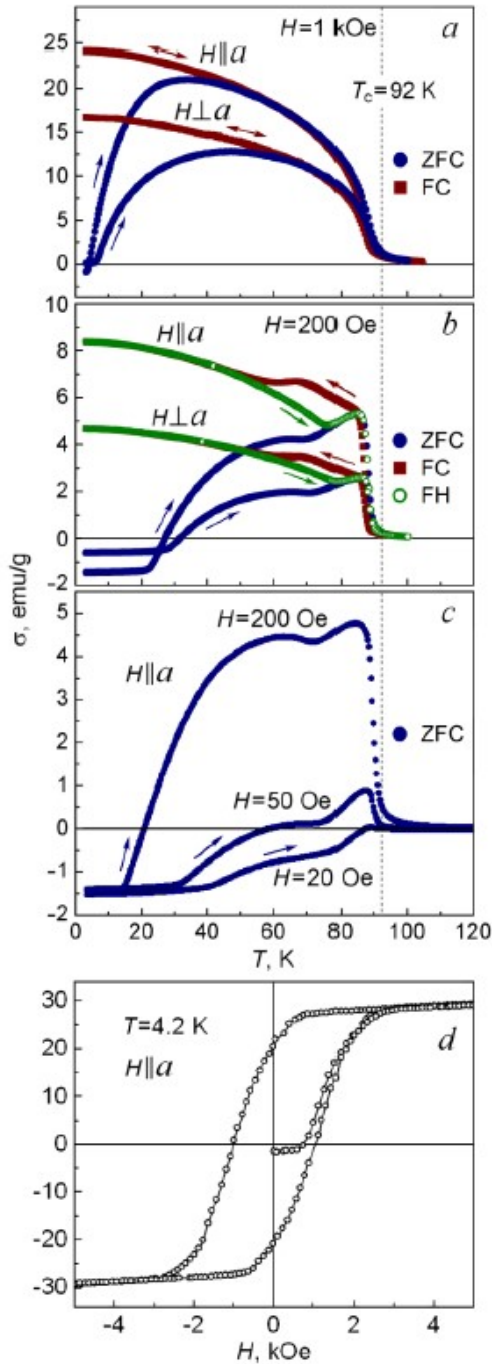 H=1 kOe
a
H∥a
T_c=92 K
H⊥a
ZFC
FC
25
20
15
10
5
0
H=200 Oe
b
H∥a
H⊥a
ZFC
FC
FH
10
8
6
4
2
0
-2
σ, emu/g
H=200 Oe
c
H∥a
ZFC
H=50 Oe
H=20 Oe
5
4
3
2
1
0
-1
-2
0 20 40 60 80 100 120
T, K
T=4.2 K
d
H∥a
30
20
10
0
-10
-20
-30
-4 -2 0 2 4
H, kOe